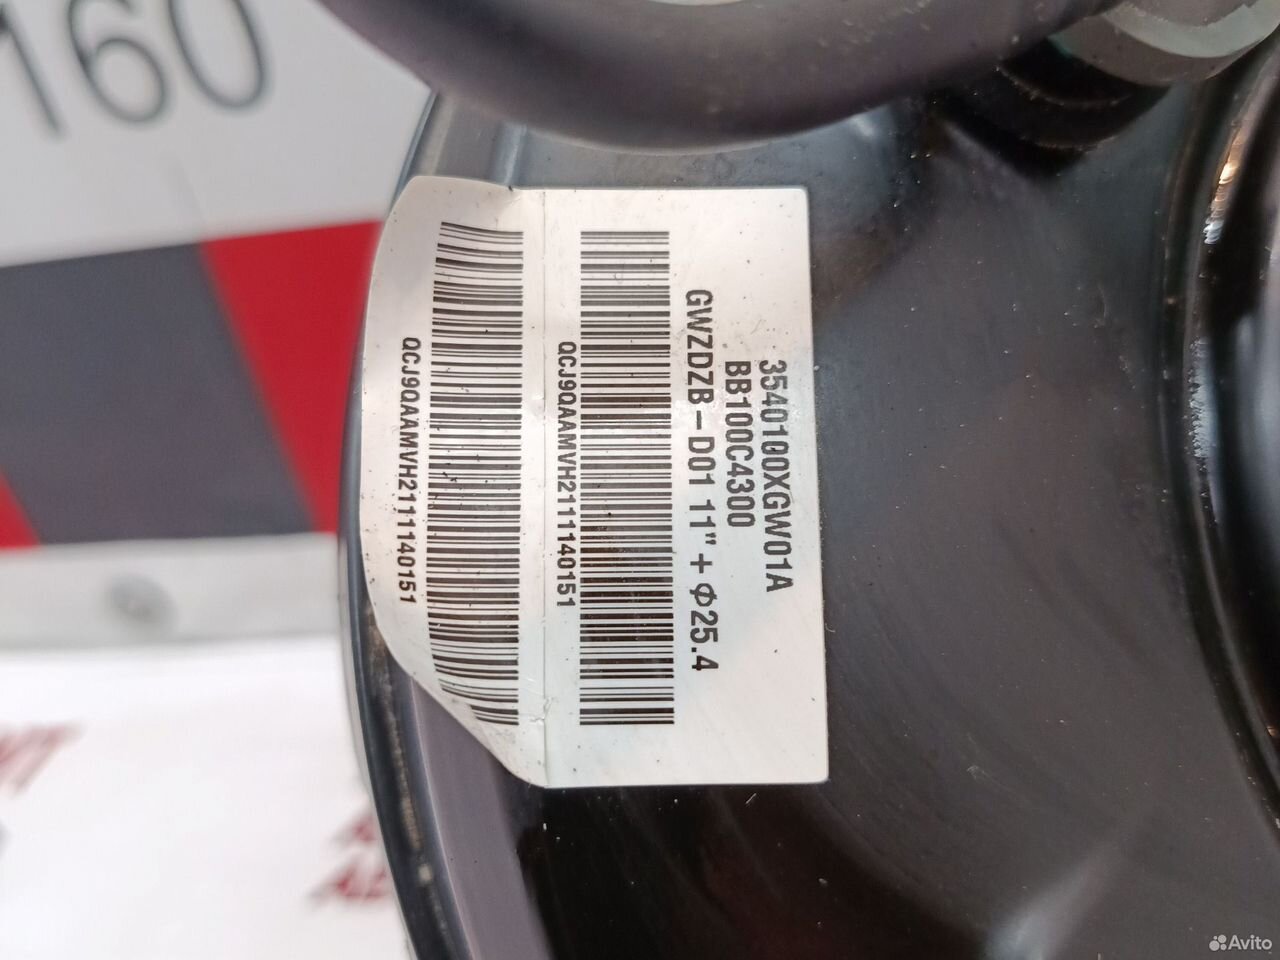 160
3540100XGW01A
BB100C4300
GWZDZB-D01 11" + Φ25.4
QCJ9QAAMVH2111140151
QCJ9QAAMVH2111140151
Avito